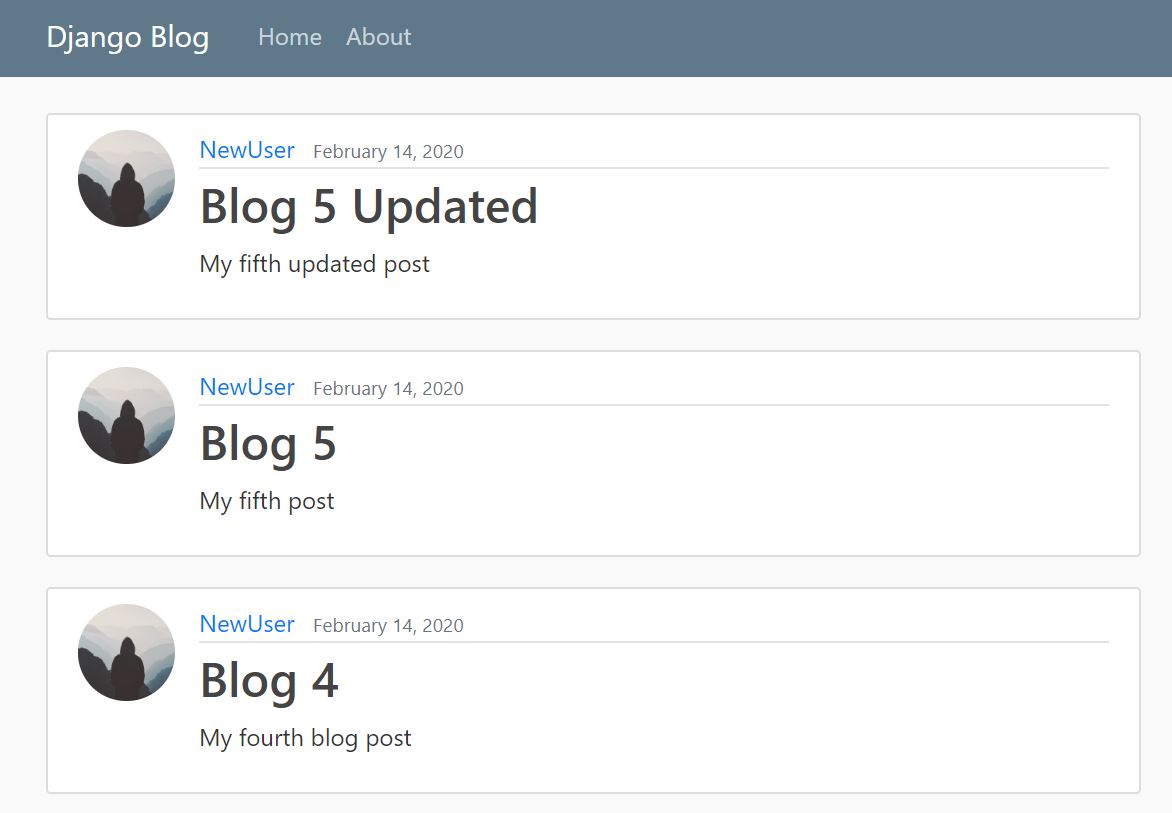 Django Blog Home About
NewUser February 14, 2020
Blog 5 Updated
My fifth updated post
NewUser February 14, 2020
Blog 5
My fifth post
NewUser February 14, 2020
Blog 4
My fourth blog post